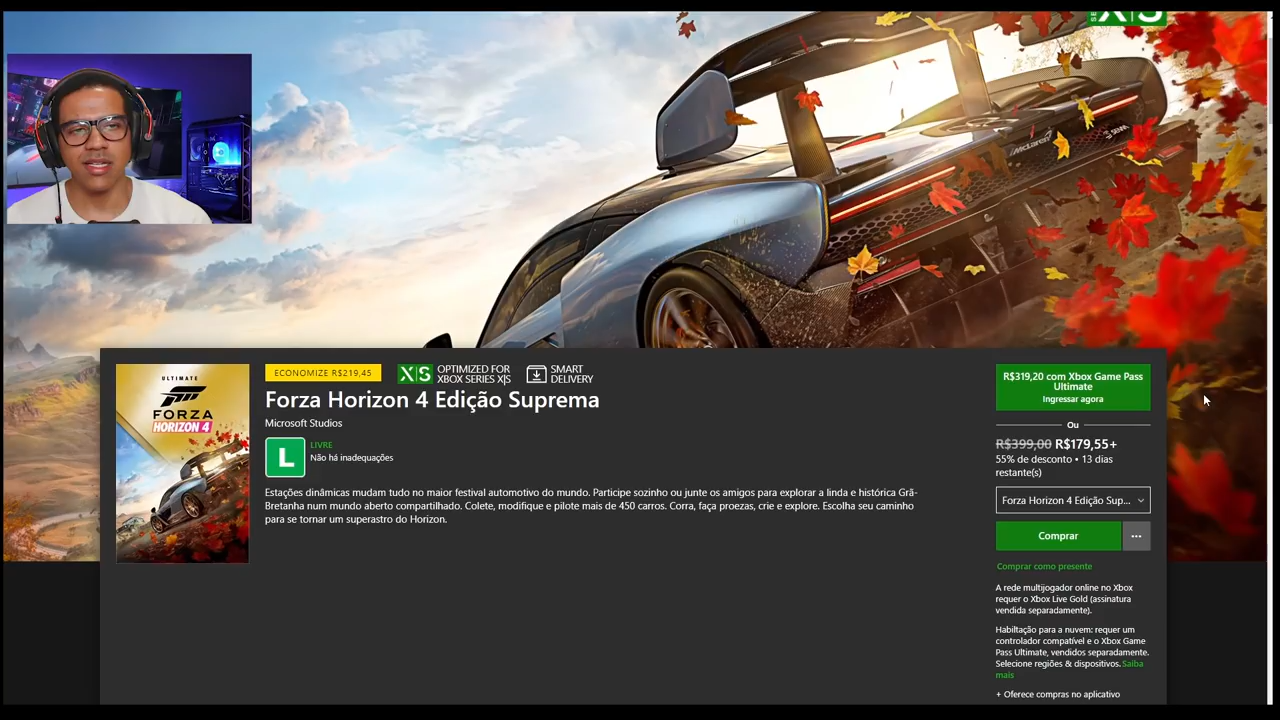 XS
McLaren
SENNA
ULTIMATE
FORZA
HORIZON 4
ECONOMIZE R$219,45
X|S OPTIMIZED FOR
XBOX SERIES X|S
SMART
DELIVERY
Forza Horizon 4 Edição Suprema
Microsoft Studios
L
LIVRE
Não há inadequações
Estações dinâmicas mudam tudo no maior festival automotivo do mundo. Participe sozinho ou junte os amigos para explorar a linda e histórica Grã-
Bretanha num mundo aberto compartilhado. Colete, modifique e pilote mais de 450 carros. Corra, faça proezas, crie e explore. Escolha seu caminho
para se tornar um superastro do Horizon.
R$319,20 com Xbox Game Pass
Ultimate
Ingressar agora
Ou
R$399,00 R$179,55+
55% de desconto • 13 dias
restante(s)
Forza Horizon 4 Edição Sup...
Comprar
...
Comprar como presente
A rede multijogador online no Xbox
requer o Xbox Live Gold (assinatura
vendida separadamente).
Habiltação para a nuvem: requer um
controlador compatível e o Xbox Game
Pass Ultimate, vendidos separadamente.
Selecione regiões & dispositivos. Saiba
mais
+ Oferece compras no aplicativo